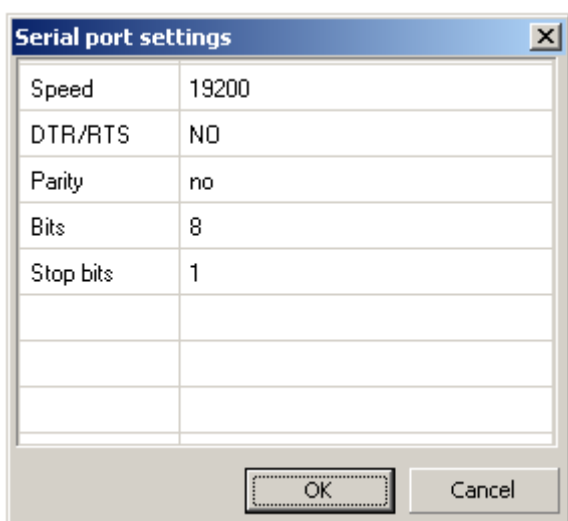 Serial port settings
Speed 19200
DTR/RTS NO
Parity no
Bits 8
Stop bits 1
OK Cancel